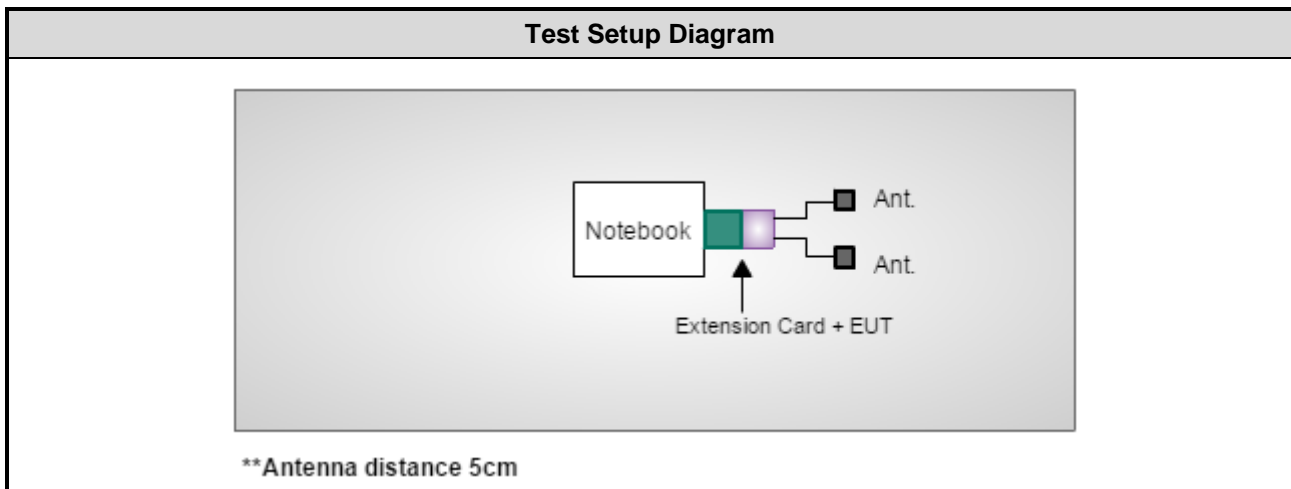 Test Setup Diagram
Ant.
Notebook
Ant.
Extension Card + EUT
**Antenna distance 5cm